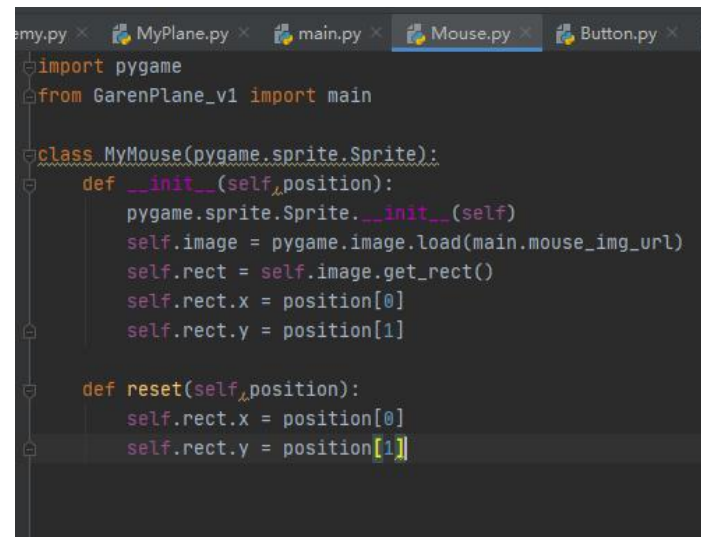 emy.py MyPlane.py main.py Mouse.py Button.py
import pygame
from GarenPlane_v1 import main
class MyMouse(pygame.sprite.Sprite):
def __init__(self,position):
pygame.sprite.Sprite.__init__(self)
self.image = pygame.image.load(main.mouse_img_url)
self.rect = self.image.get_rect()
self.rect.x = position[0]
self.rect.y = position[1]
def reset(self,position):
self.rect.x = position[0]
self.rect.y = position[1]